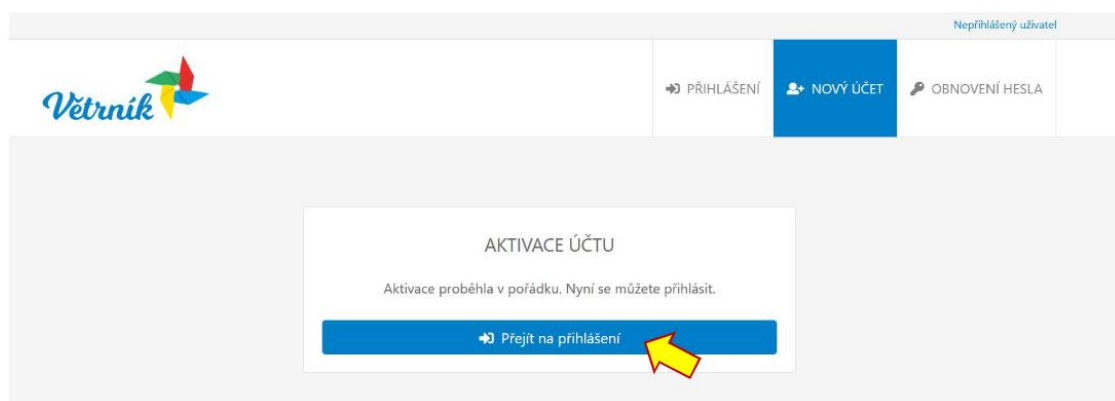 Nepřihlášený uživatel
Větrník
PŘIHLÁŠENÍ
NOVÝ ÚČET
OBNOVENÍ HESLA
AKTIVACE ÚČTU
Aktivace proběhla v pořádku. Nyní se můžete přihlásit.
Přejít na přihlášení